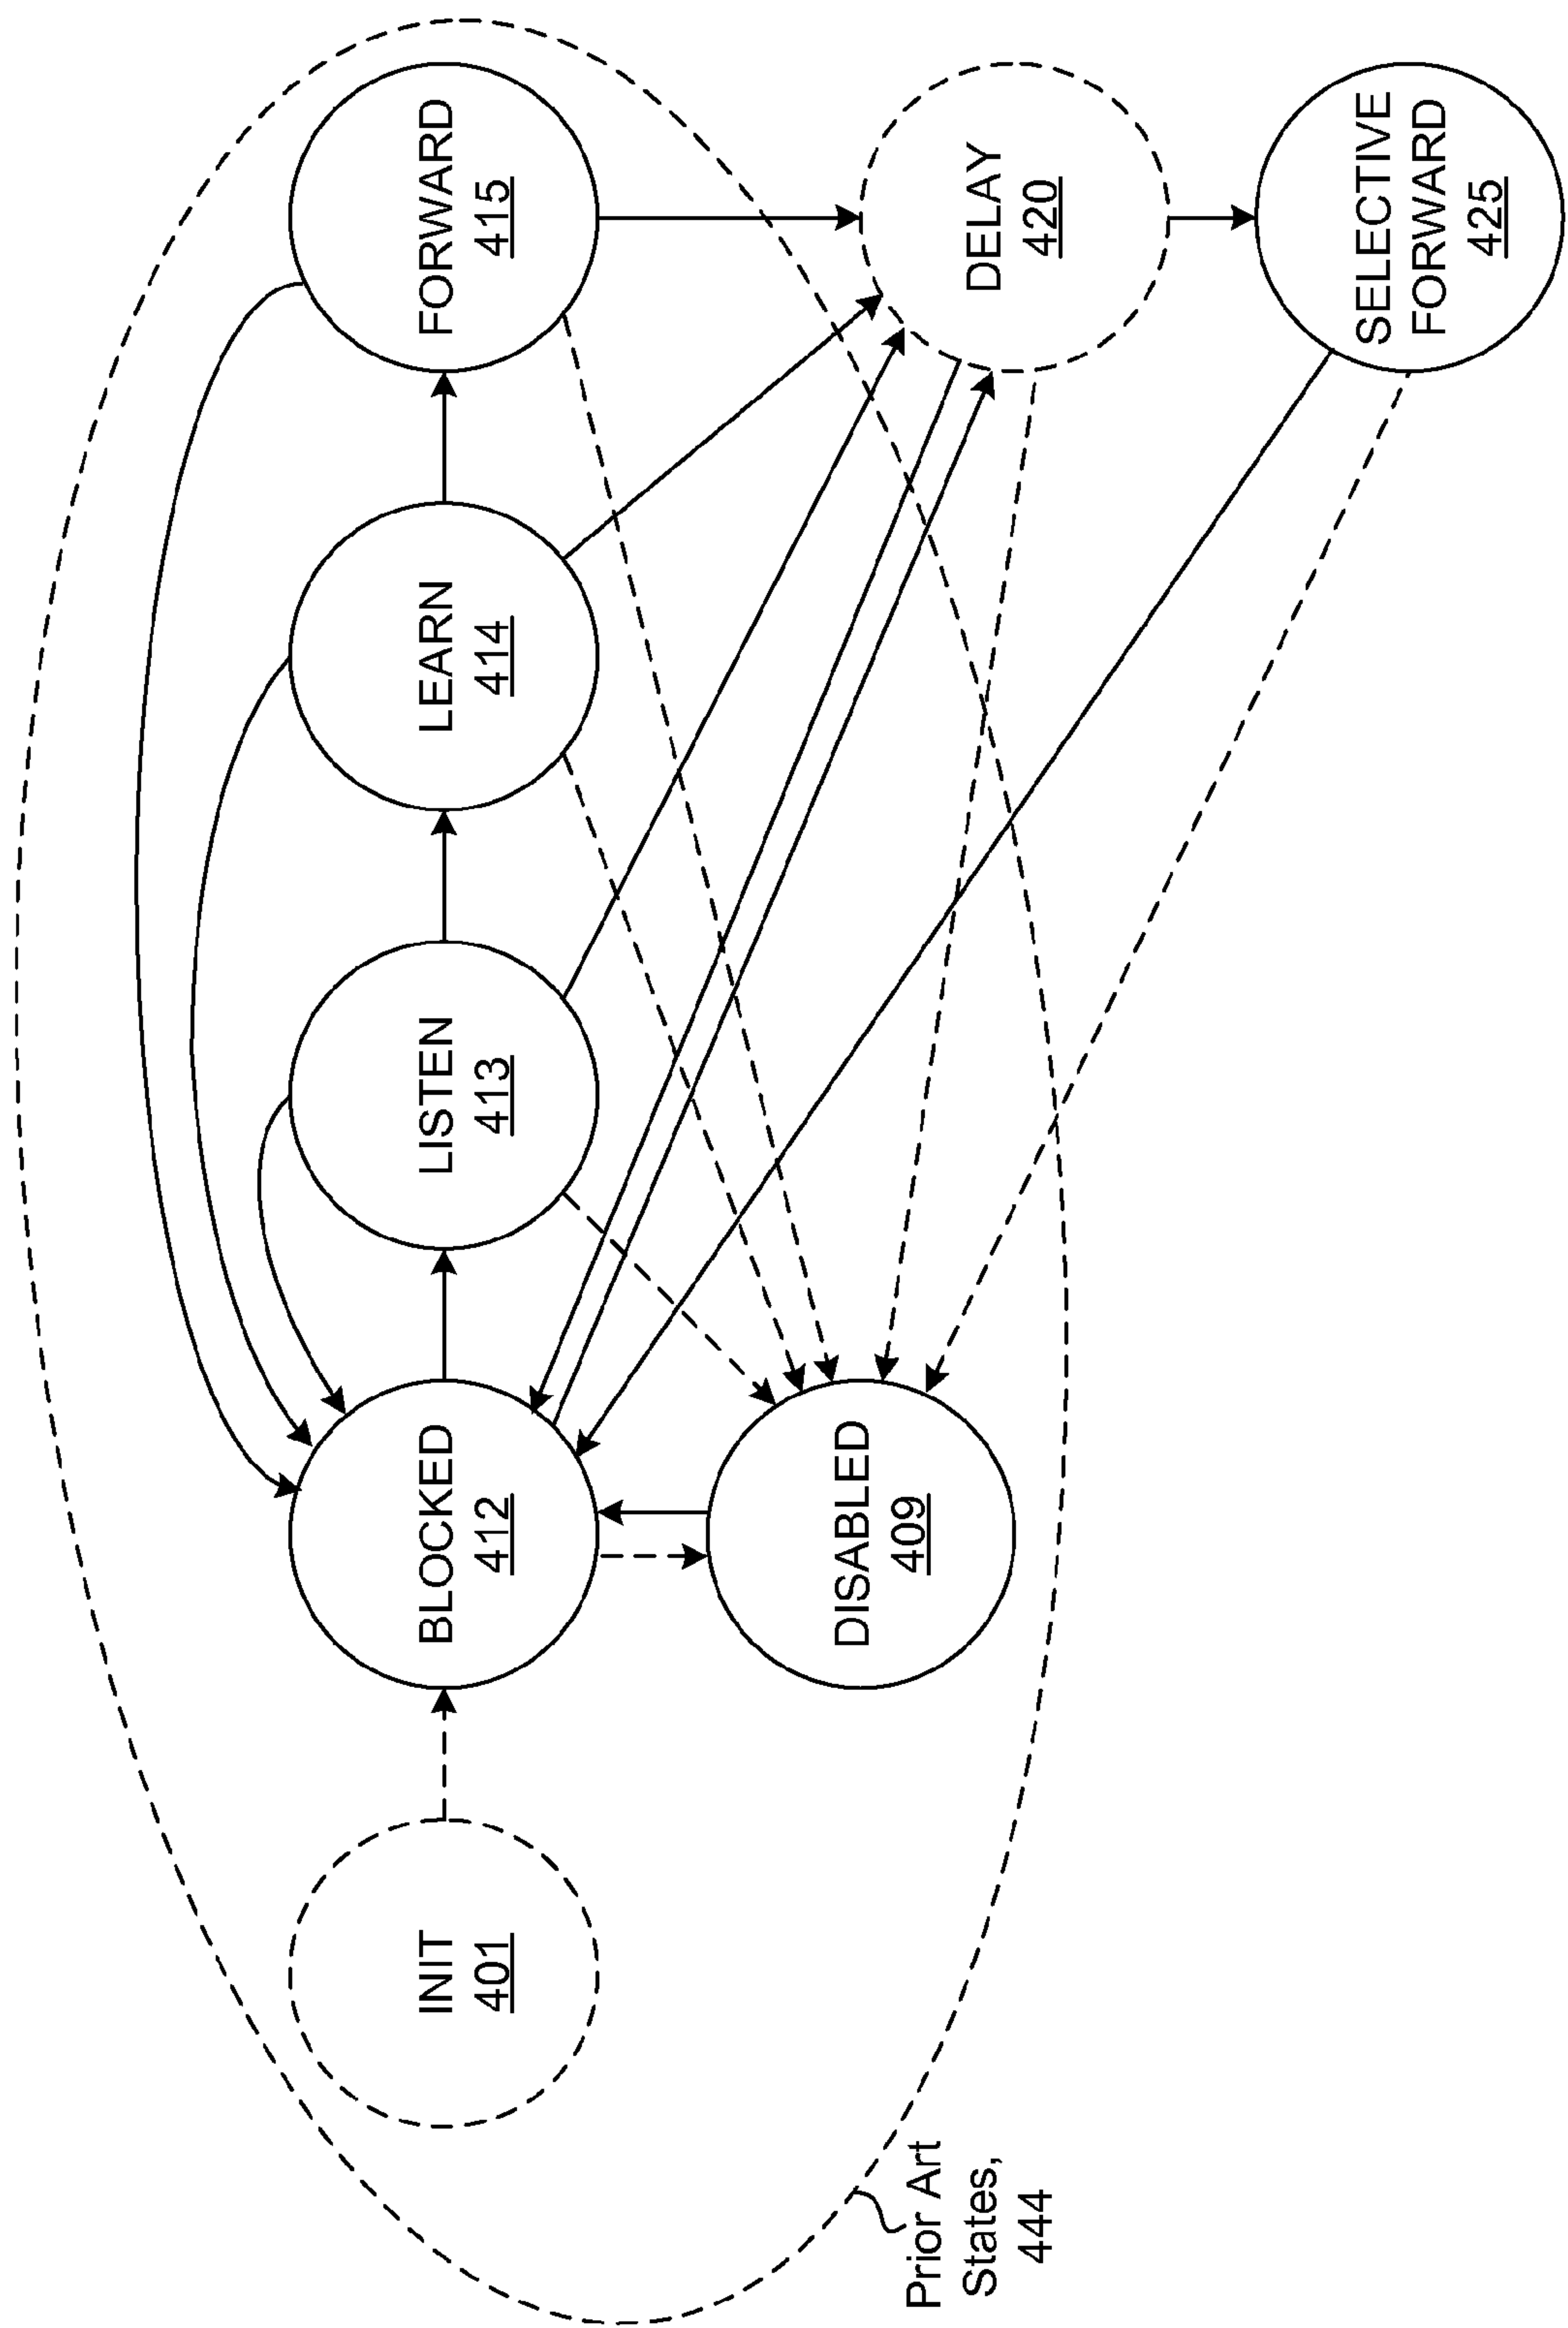 INIT
401
BLOCKED
412
LISTEN
413
LEARN
414
FORWARD
415
DISABLED
409
DELAY
420
SELECTIVE
FORWARD
425
Prior Art
States,
444